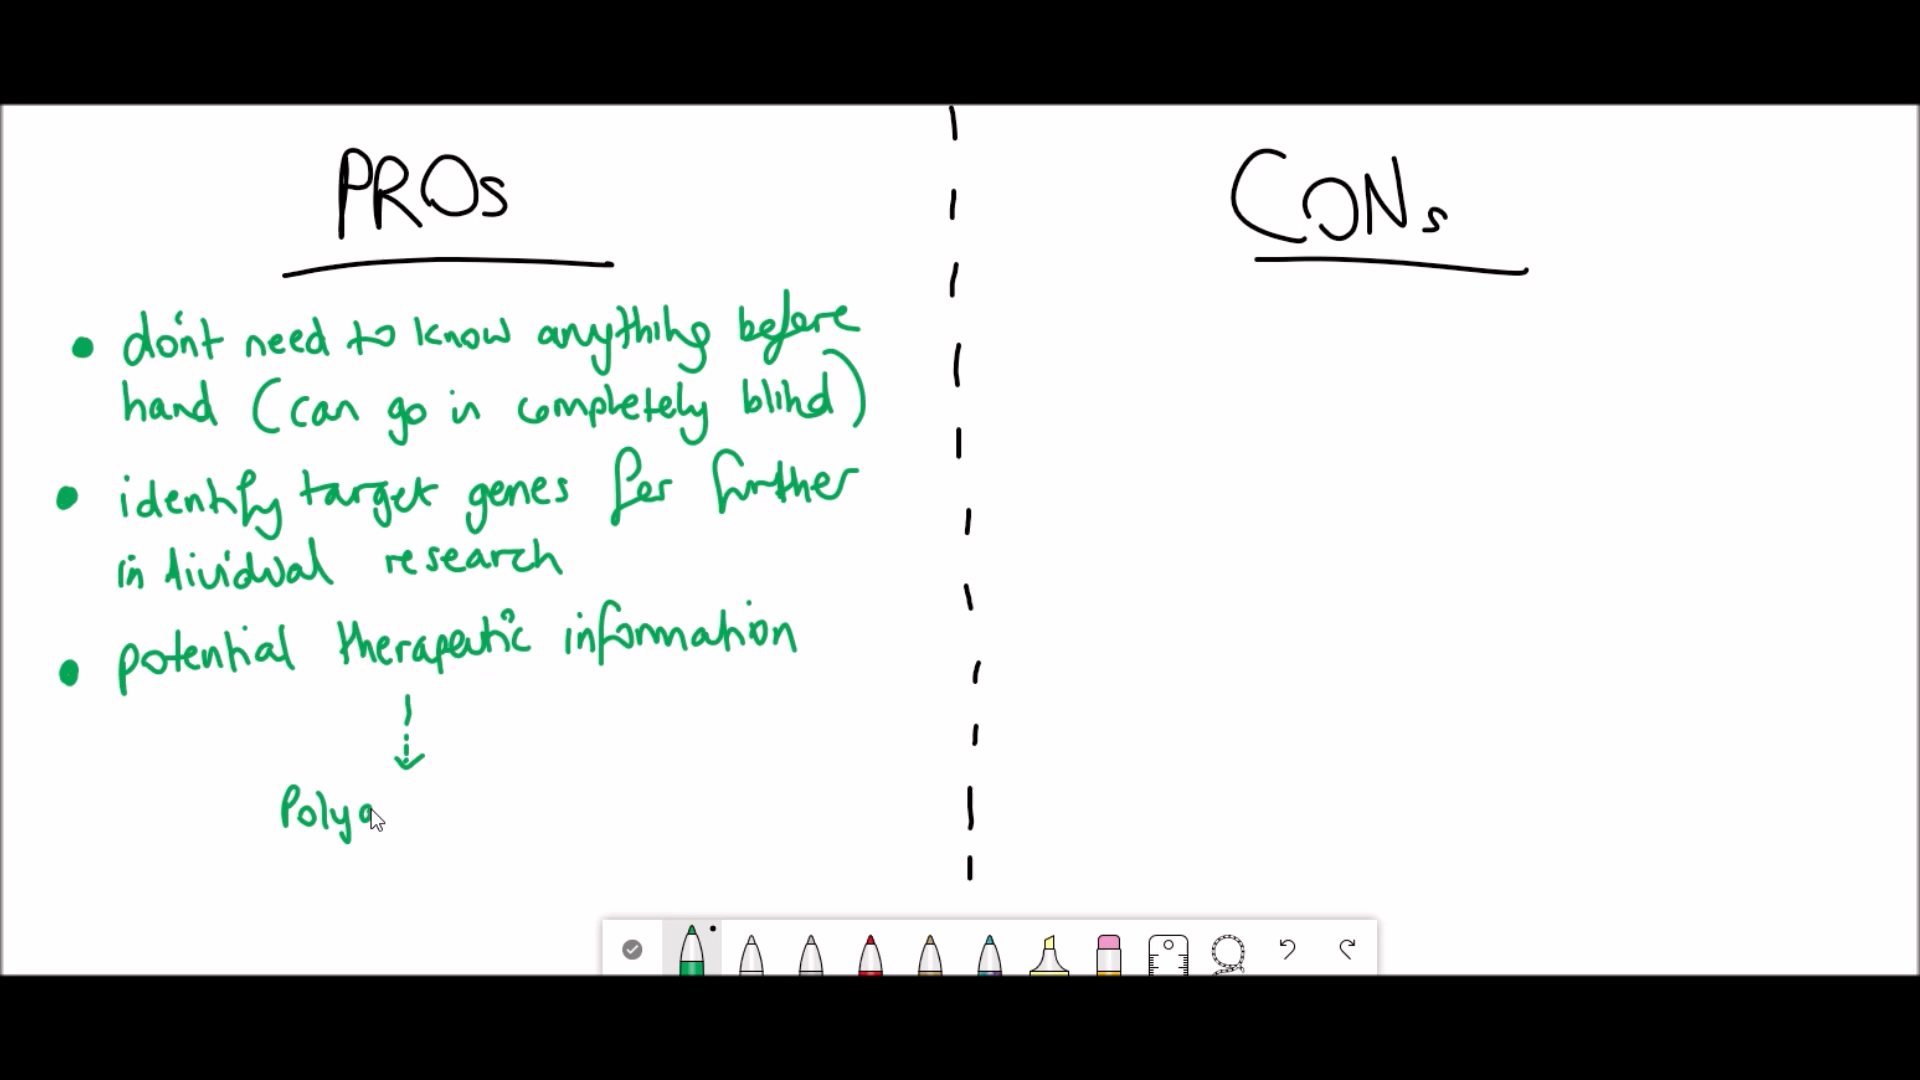 PROs
• don't need to know anything before
hand (can go in completely blind)
• identify target genes for further
individual research
• potential therapeutic information
Polyg
CONs